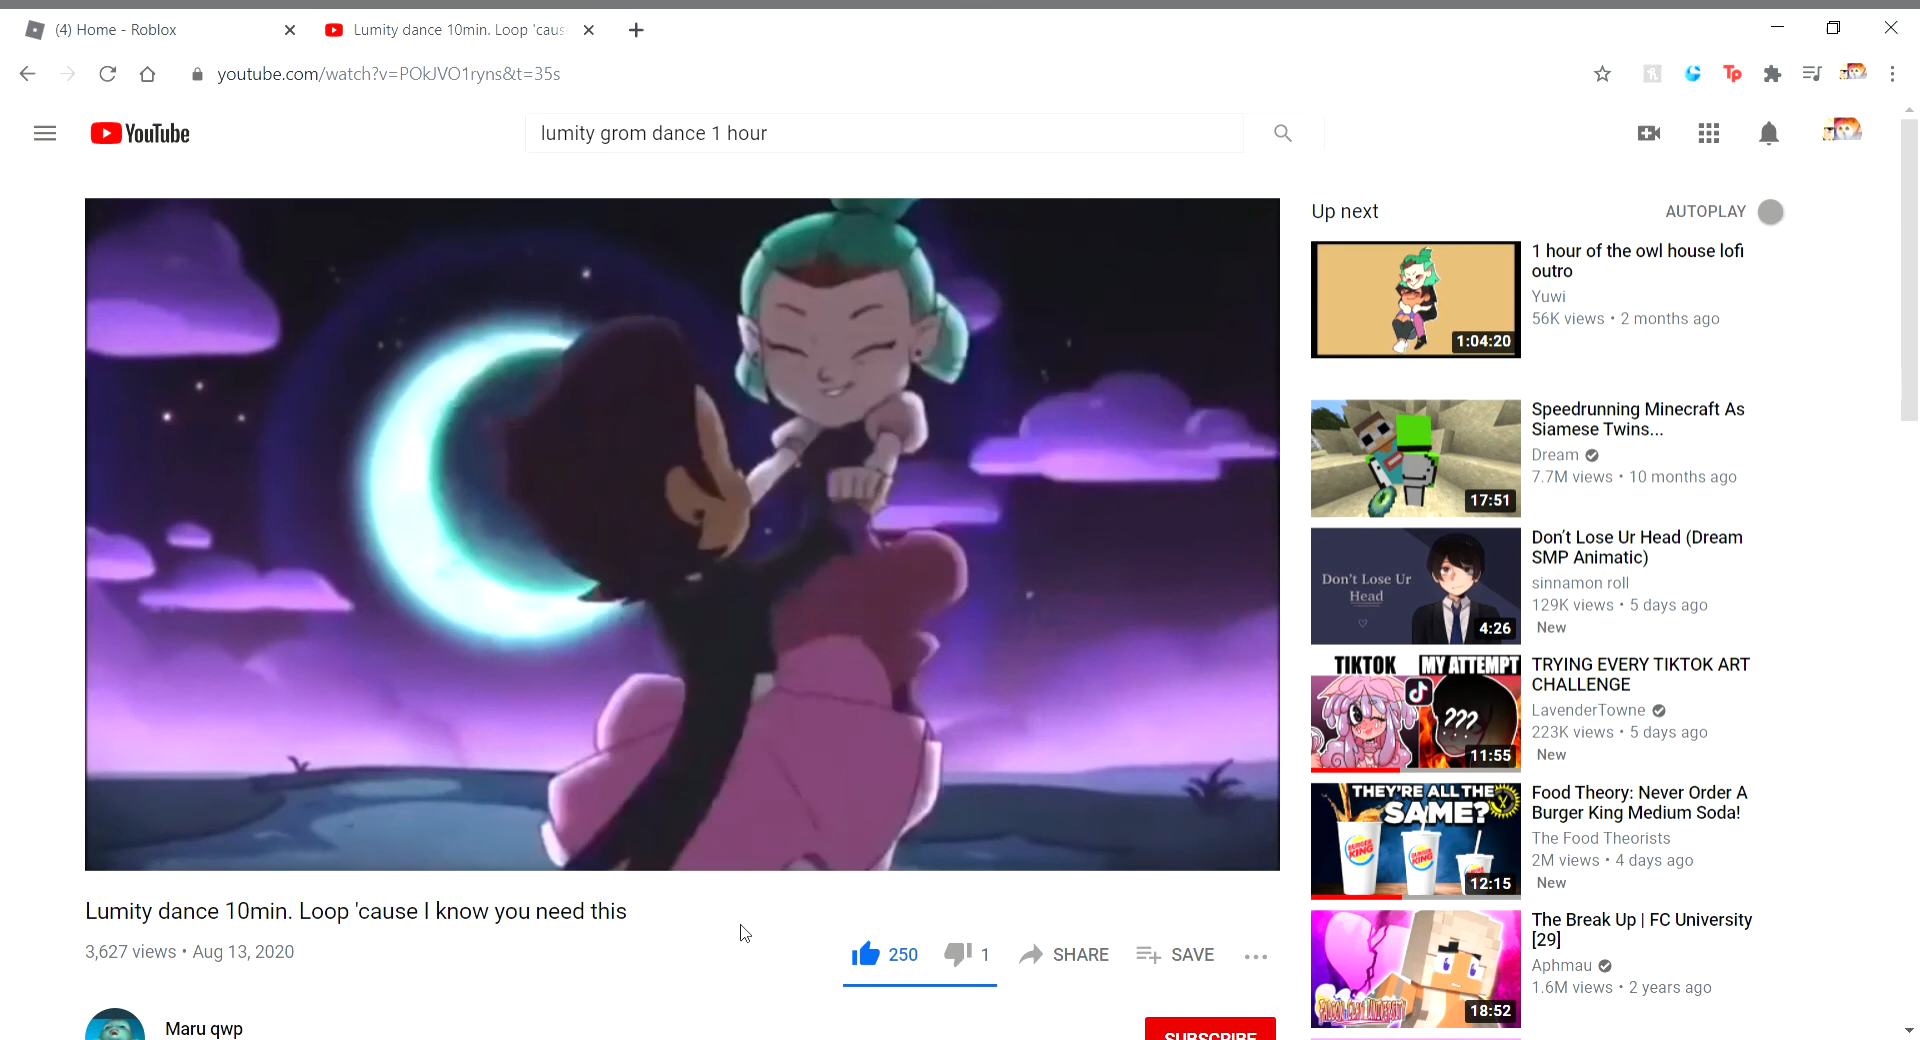 (4) Home - Roblox
Lumity dance 10min. Loop 'caus
youtube.com/watch?v=POkJVO1ryns&t=35s
Tp
YouTube
lumity grom dance 1 hour
Up next
AUTOPLAY
1 hour of the owl house lofi
outro
Yuwi
56K views • 2 months ago
1:04:20
Speedrunning Minecraft As
Siamese Twins...
Dream
7.7M views • 10 months ago
17:51
Don't Lose Ur Head (Dream
SMP Animatic)
sinnamon roll
129K views • 5 days ago
New
Don't Lose Ur
Head
4:26
TIKTOK MY ATTEMPT
???
11:55
TRYING EVERY TIKTOK ART
CHALLENGE
LavenderTowne
223K views • 5 days ago
New
THEY'RE ALL THE
SAME?
BURGER KING
BURGER KING
12:15
Food Theory: Never Order A
Burger King Medium Soda!
The Food Theorists
2M views • 4 days ago
New
The Break Up | FC University
[29]
Aphmau
1.6M views • 2 years ago
18:52
Lumity dance 10min. Loop 'cause I know you need this
3,627 views • Aug 13, 2020
250
1
SHARE
SAVE
Maru qwp
SUBSCRIBE